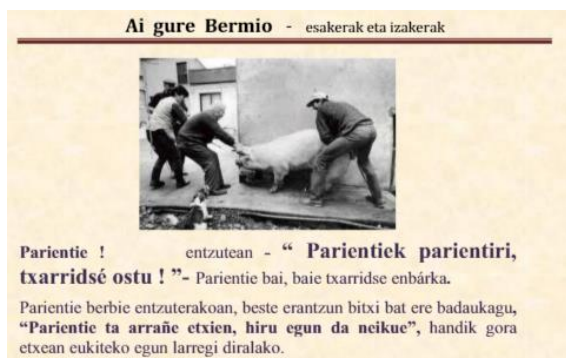 Ai gure Bermio - esakerak eta izakerak
Parientie ! entzutean - “ Parientiek parientiri,
txarridsé ostu ! ”- Parientie bai, baie txarridse enbárka.
Parientie berbie entzuterakoan, beste erantzun bitxi bat ere badaukagu,
“Parientie ta arrañe etxien, hiru egun da neikue”, handik gora
etxean eukiteko egun larregi diralako.